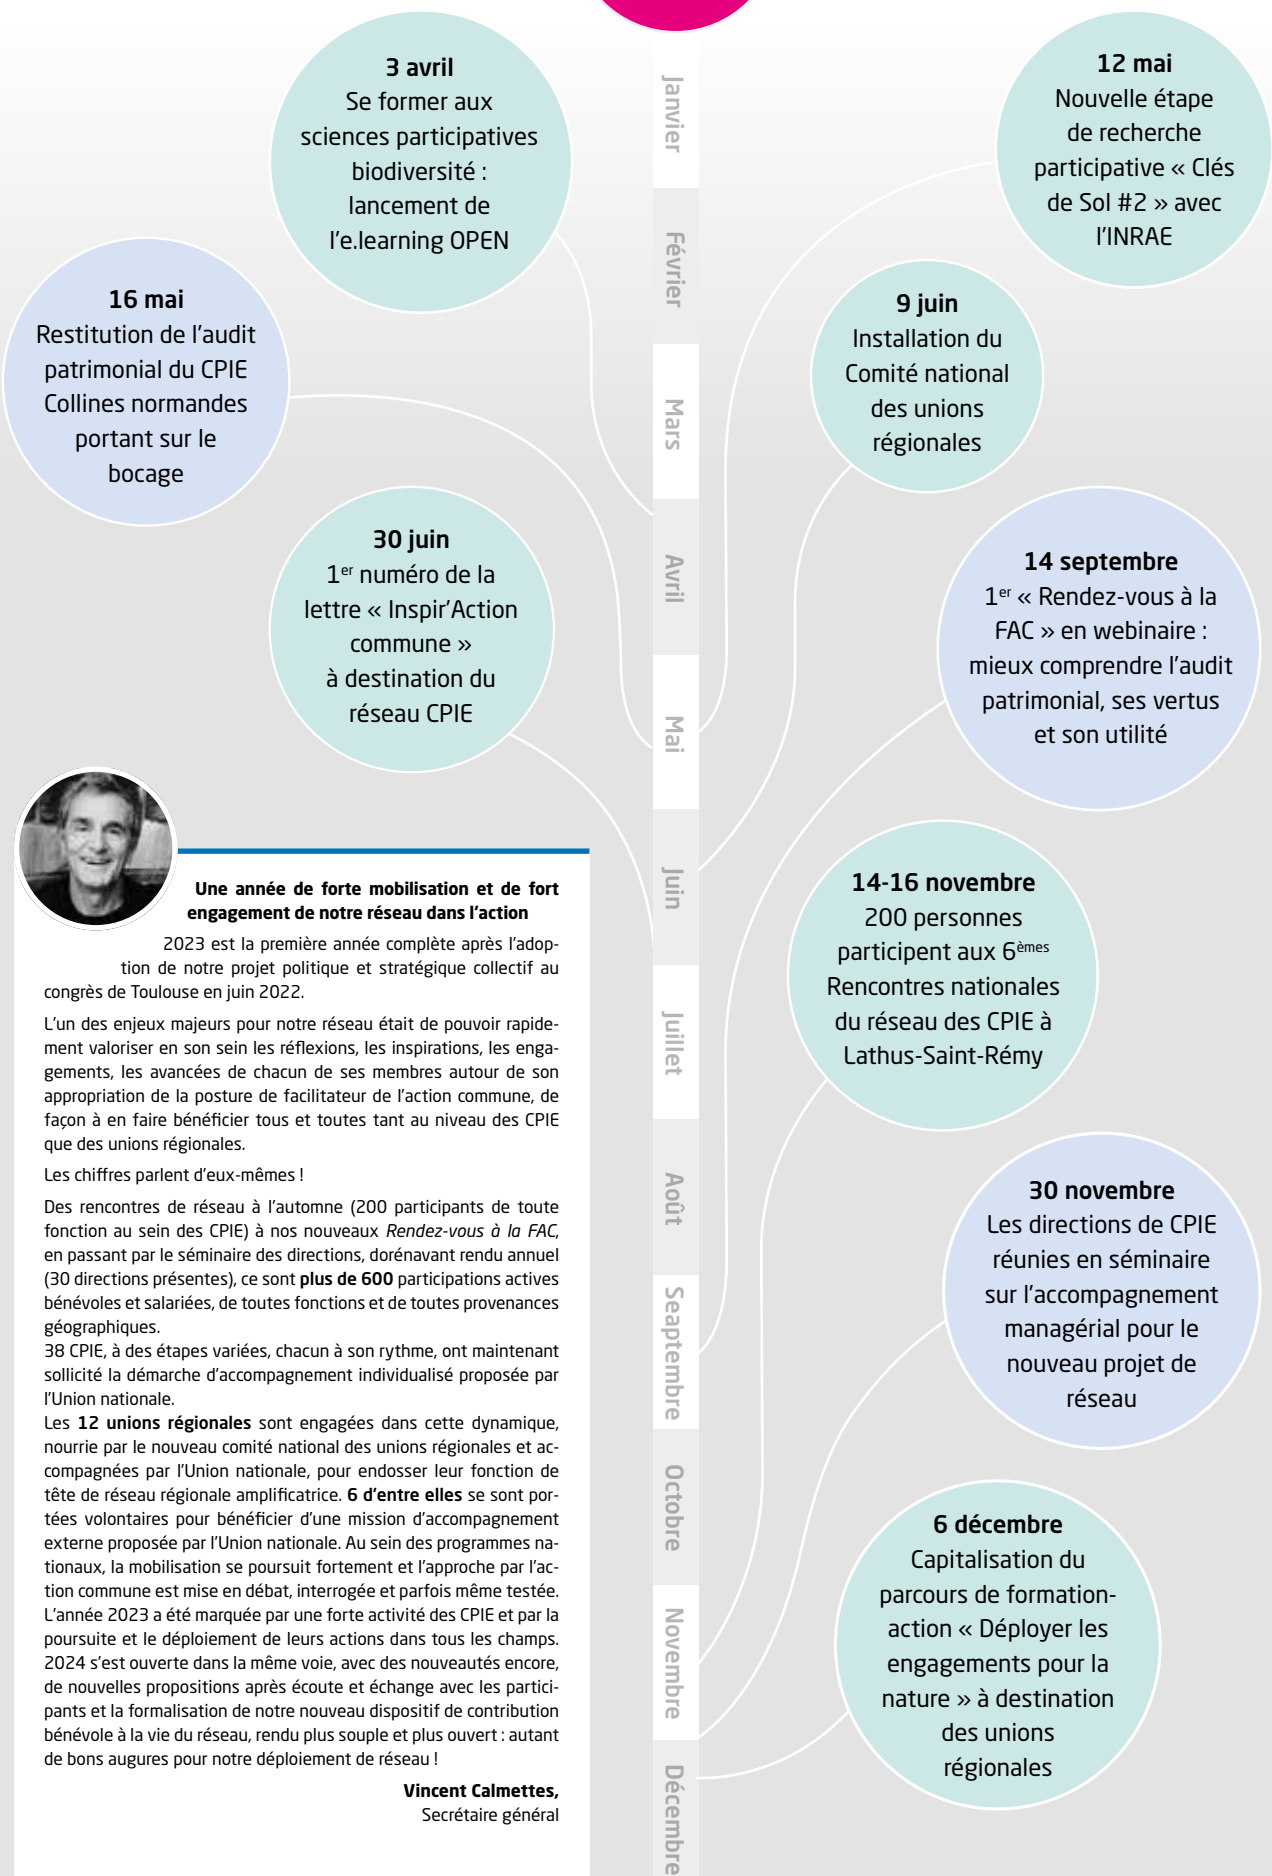 3 avril
Se former aux
sciences participatives
biodiversité :
lancement de
l'e.learning OPEN
12 mai
Nouvelle étape
de recherche
participative « Clés
de Sol #2 » avec
l'INRAE
16 mai
Restitution de l'audit
patrimonial du CPIE
Collines normandes
portant sur le
bocage
9 juin
Installation du
Comité national
des unions
régionales
30 juin
1er numéro de la
lettre « Inspir'Action
commune »
à destination du
réseau CPIE
14 septembre
1er « Rendez-vous à la
FAC » en webinaire :
mieux comprendre l'audit
patrimonial, ses vertus
et son utilité
14-16 novembre
200 personnes
participent aux 6èmes
Rencontres nationales
du réseau des CPIE à
Lathus-Saint-Rémy
30 novembre
Les directions de CPIE
réunies en séminaire
sur l'accompagnement
managérial pour le
nouveau projet de
réseau
6 décembre
Capitalisation du
parcours de formation-
action « Déployer les
engagements pour la
nature » à destination
des unions
régionales
Janvier
Février
Mars
Avril
Mai
Juin
Juillet
Août
Seaptembre
Octobre
Novembre
Décembre
Une année de forte mobilisation et de fort
engagement de notre réseau dans l'action
2023 est la première année complète après l'adop-
tion de notre projet politique et stratégique collectif au
congrès de Toulouse en juin 2022.
L'un des enjeux majeurs pour notre réseau était de pouvoir rapide-
ment valoriser en son sein les réflexions, les inspirations, les enga-
gements, les avancées de chacun de ses membres autour de son
appropriation de la posture de facilitateur de l'action commune, de
façon à en faire bénéficier tous et toutes tant au niveau des CPIE
que des unions régionales.
Les chiffres parlent d'eux-mêmes !
Des rencontres de réseau à l'automne (200 participants de toute
fonction au sein des CPIE) à nos nouveaux Rendez-vous à la FAC,
en passant par le séminaire des directions, dorénavant rendu annuel
(30 directions présentes), ce sont plus de 600 participations actives
bénévoles et salariées, de toutes fonctions et de toutes provenances
géographiques.
38 CPIE, à des étapes variées, chacun à son rythme, ont maintenant
sollicité la démarche d'accompagnement individualisé proposée par
l'Union nationale.
Les 12 unions régionales sont engagées dans cette dynamique,
nourrie par le nouveau comité national des unions régionales et ac-
compagnées par l'Union nationale, pour endosser leur fonction de
tête de réseau régionale amplificatrice. 6 d'entre elles se sont por-
tées volontaires pour bénéficier d'une mission d'accompagnement
externe proposée par l'Union nationale. Au sein des programmes na-
tionaux, la mobilisation se poursuit fortement et l'approche par l'ac-
tion commune est mise en débat, interrogée et parfois même testée.
L'année 2023 a été marquée par une forte activité des CPIE et par la
poursuite et le déploiement de leurs actions dans tous les champs.
2024 s'est ouverte dans la même voie, avec des nouveautés encore,
de nouvelles propositions après écoute et échange avec les partici-
pants et la formalisation de notre nouveau dispositif de contribution
bénévole à la vie du réseau, rendu plus souple et plus ouvert : autant
de bons augures pour notre déploiement de réseau !
Vincent Calmettes,
Secrétaire général